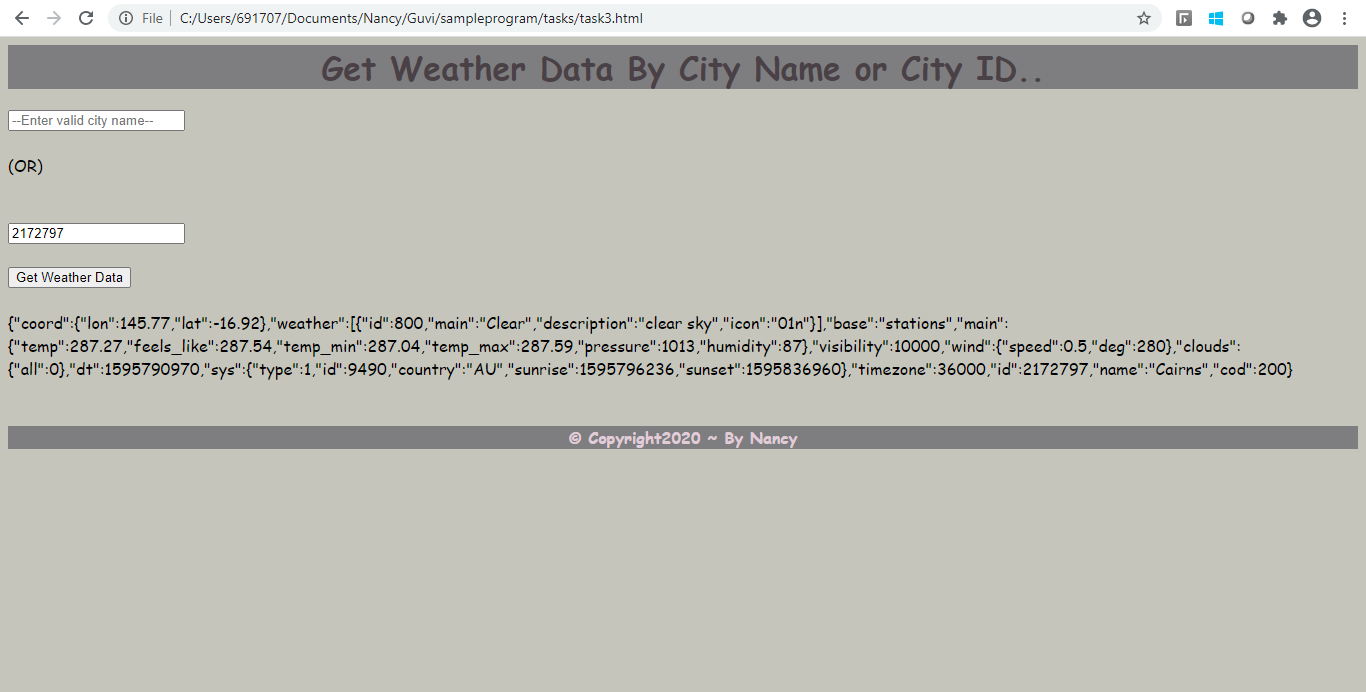 File C:/Users/691707/Documents/Nancy/Guvi/sampleprogram/tasks/task3.html
Get Weather Data By City Name or City ID..
--Enter valid city name--
(OR)
2172797
Get Weather Data
{"coord":{"lon":145.77,"lat":-16.92},"weather":[{"id":800,"main":"Clear","description":"clear sky","icon":"01n"}],"base":"stations","main":
{"temp":287.27,"feels_like":287.54,"temp_min":287.04,"temp_max":287.59,"pressure":1013,"humidity":87},"visibility":10000,"wind":{"speed":0.5,"deg":280},"clouds":
{"all":0},"dt":1595790970,"sys":{"type":1,"id":9490,"country":"AU","sunrise":1595796236,"sunset":1595836960},"timezone":36000,"id":2172797,"name":"Cairns","cod":200}
© Copyright2020 ~ By Nancy